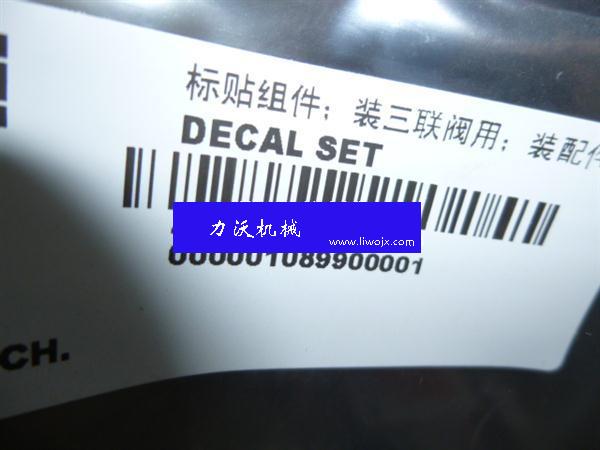 标贴组件；装三联阀用；装配件
DECAL SET
力沃机械
www.liwojx.com
000001089900001
CH.